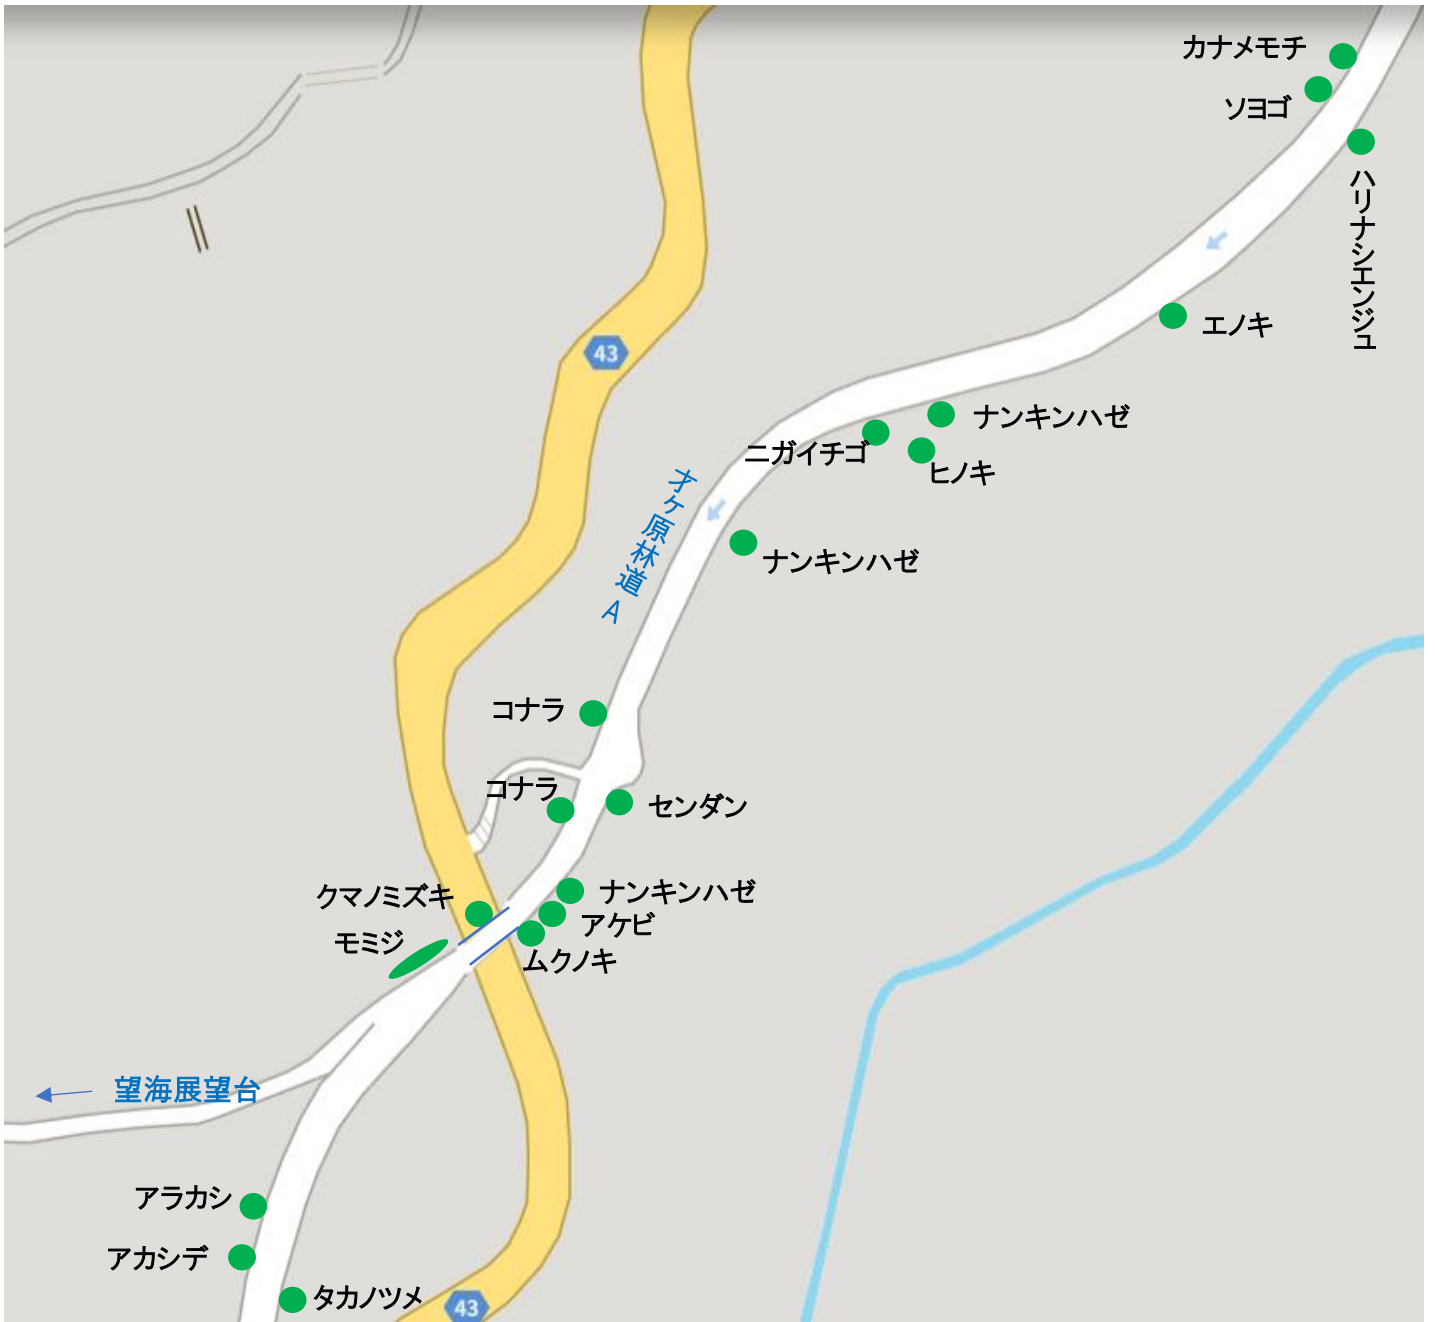 カナメモチ
ソヨゴ
ハリナシエンジュ
エノキ
43
ナンキンハゼ
ニガイチゴ
ヒノキ
才ヶ原林道 A
ナンキンハゼ
コナラ
コナラ
センダン
クマノミズキ
ナンキンハゼ
アケビ
モミジ
ムクノキ
望海展望台
アラカシ
アカシデ
タカノツメ
43